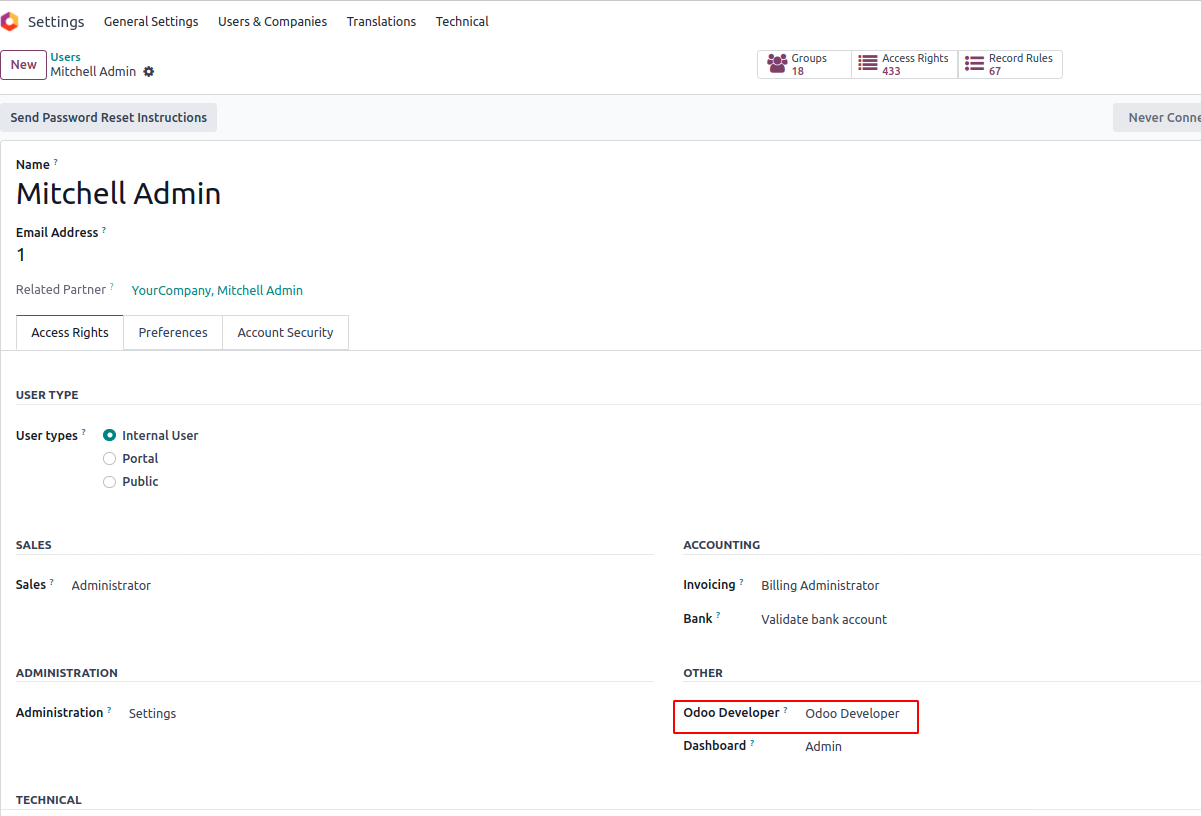 Settings General Settings Users & Companies Translations Technical
New Users
Mitchell Admin
Groups
18
Access Rights
433
Record Rules
67
Send Password Reset Instructions Never Conne
Name ?
Mitchell Admin
Email Address ?
1
Related Partner ? YourCompany, Mitchell Admin
Access Rights Preferences Account Security
USER TYPE
User types ? Internal User
Portal
Public
SALES
Sales ? Administrator
ACCOUNTING
Invoicing ? Billing Administrator
Bank ? Validate bank account
ADMINISTRATION
Administration ? Settings
OTHER
Odoo Developer ? Odoo Developer
Dashboard ? Admin
TECHNICAL